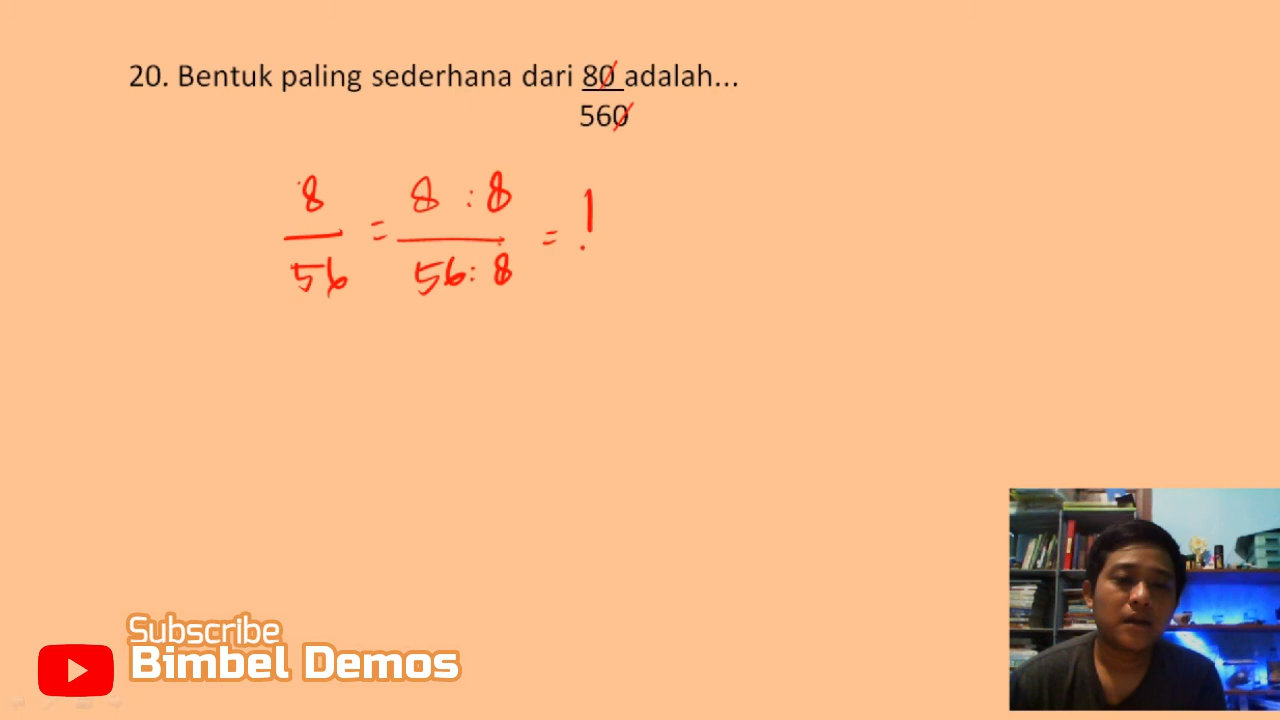 20. Bentuk paling sederhana dari 80 adalah...
560
8 = 8 : 8 = 1
56 56 : 8
Subscribe
Bimbel Demos